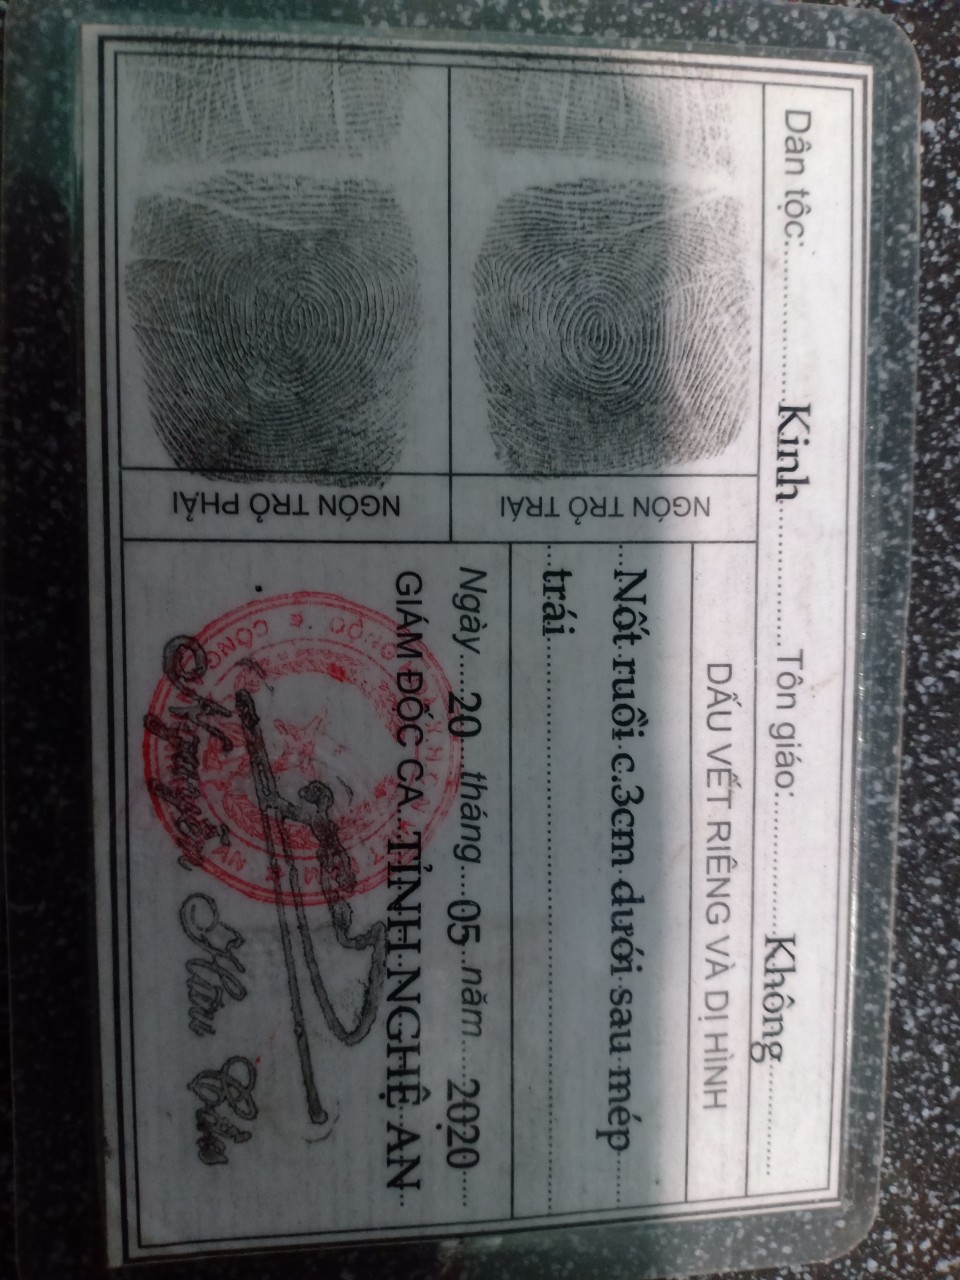 Dân tộc: Kinh Tôn giáo: Không
NGÓN TRỎ TRÁI
NGÓN TRỎ PHẢI
DẤU VẾT RIÊNG VÀ DỊ HÌNH
Nốt ruồi c.3cm dưới sau mép
trái
Ngày 20 tháng 05 năm 2020
GIÁM ĐỐC CA TỈNH NGHỆ AN
Nguyễn Hữu Cầu